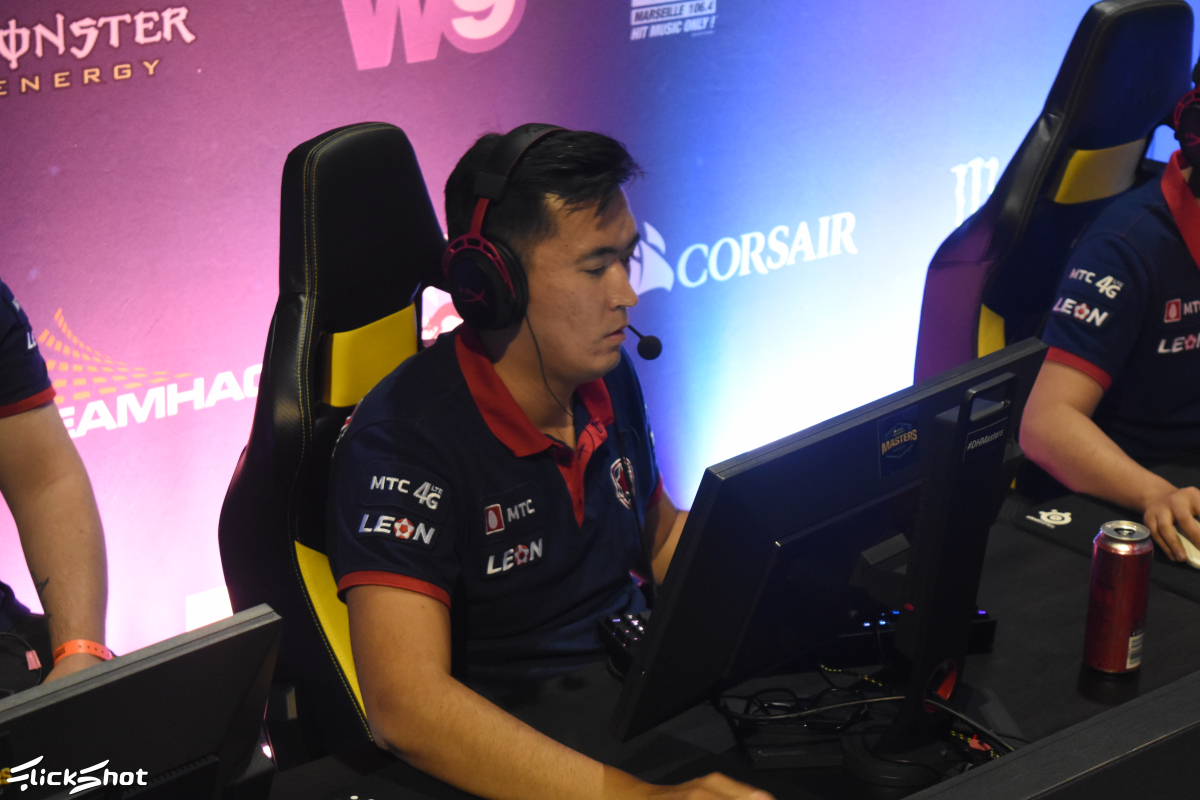 MONSTER
ENERGY
W9
MARSEILLE 106.4
HIT MUSIC ONLY !
CORSAIR
EAMHAC
MTC 4G LTE
LEON
MTC
LEON
MTC 4G
LEON
MTC
LEON
MASTERS
#DHMasters
FlickShot